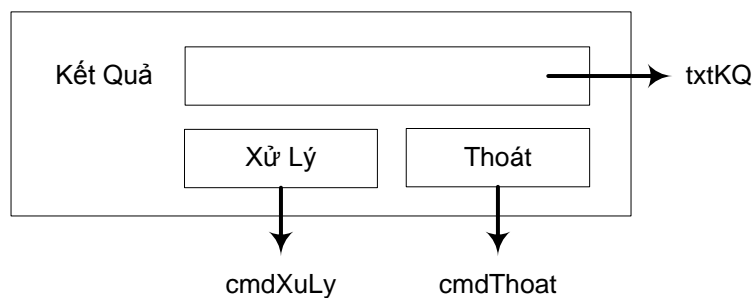 Kết Quả txtKQ
Xử Lý Thoát
cmdXuLy cmdThoat